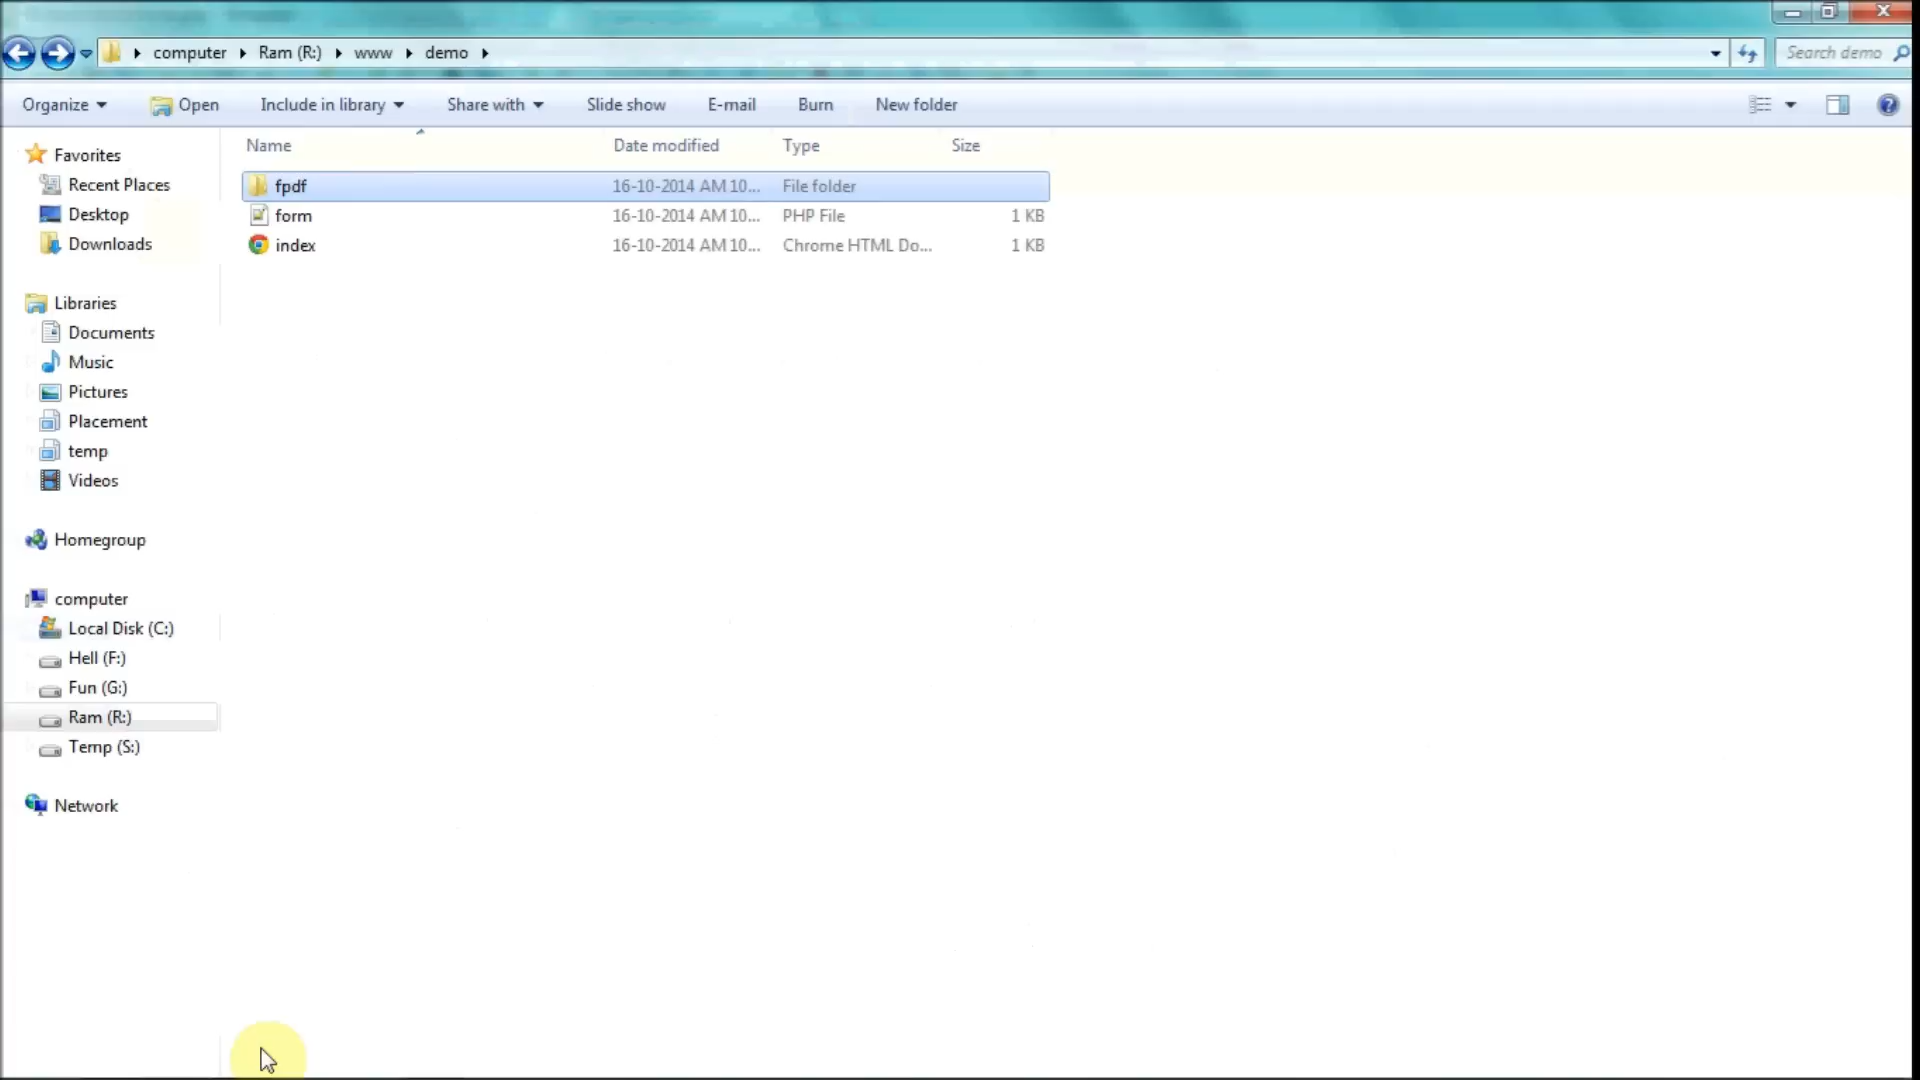 computer Ram (R:) www demo Search demo
Organize Open Include in library Share with Slide show E-mail Burn New folder
Name Date modified Type Size
fpdf 16-10-2014 AM 10... File folder
form 16-10-2014 AM 10... PHP File 1 KB
index 16-10-2014 AM 10... Chrome HTML Do... 1 KB
Favorites
Recent Places
Desktop
Downloads
Libraries
Documents
Music
Pictures
Placement
temp
Videos
Homegroup
computer
Local Disk (C:)
Hell (F:)
Fun (G:)
Ram (R:)
Temp (S:)
Network